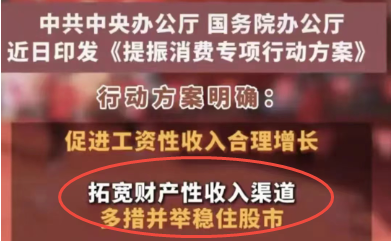 中共中央办公厅 国务院办公厅
近日印发《提振消费专项行动方案》
行动方案明确：
促进工资性收入合理增长
拓宽财产性收入渠道
多措并举稳住股市